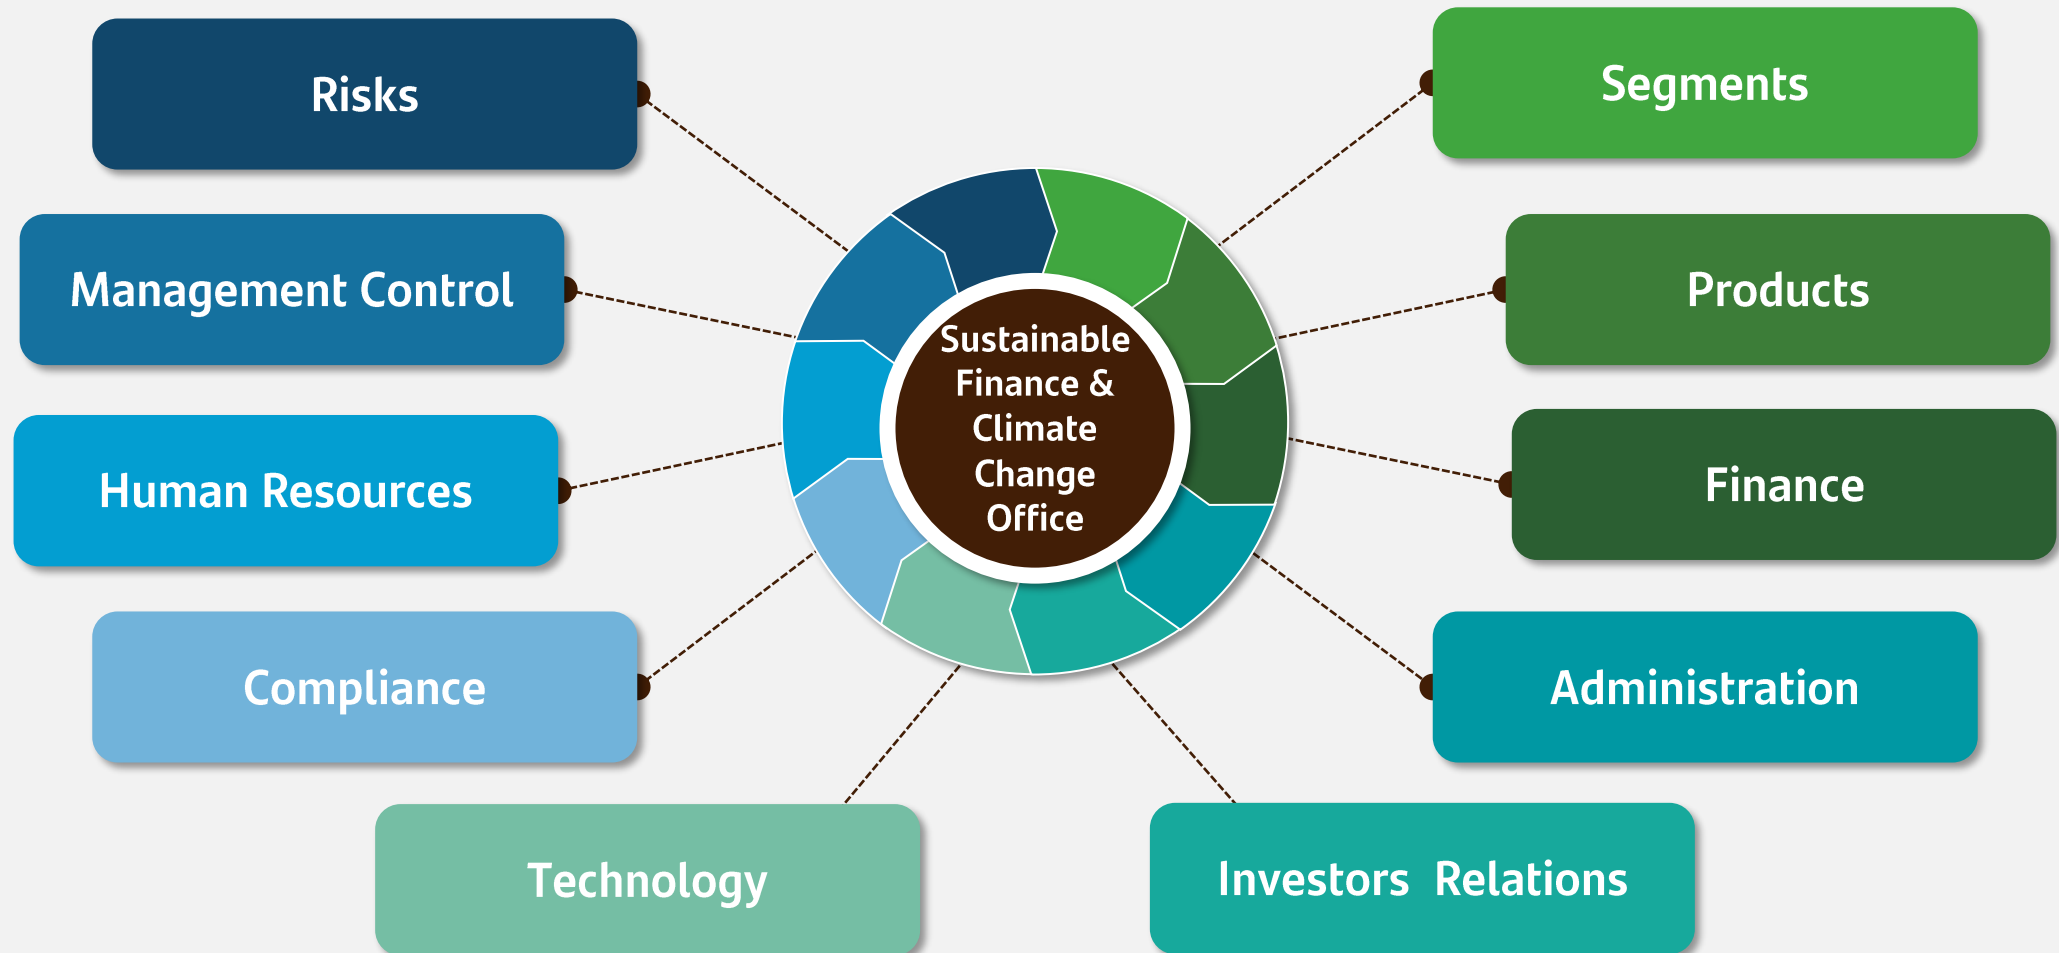 Risks
Segments
Management Control
Products
Sustainable
Finance &
Climate
Change
Office
Human Resources
Finance
Compliance
Administration
Technology
Investors  Relations